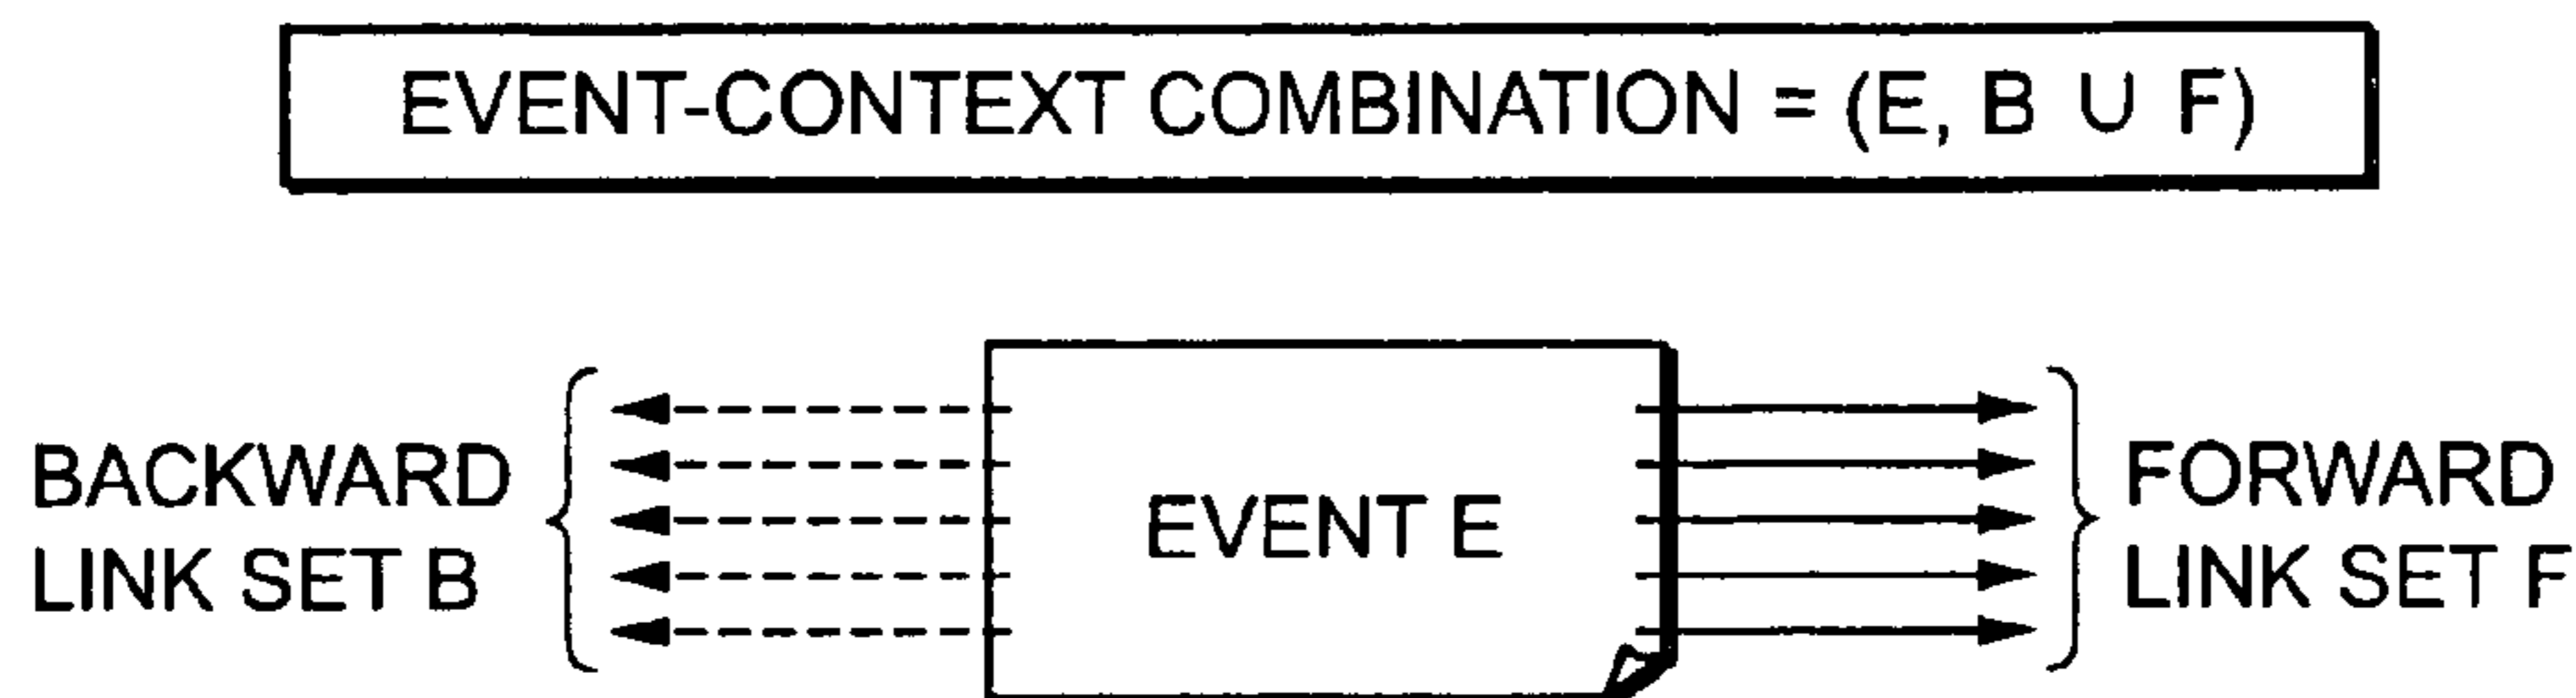 EVENT-CONTEXT COMBINATION = (E, B ∪ F)
BACKWARD
LINK SET B
EVENT E
FORWARD
LINK SET F